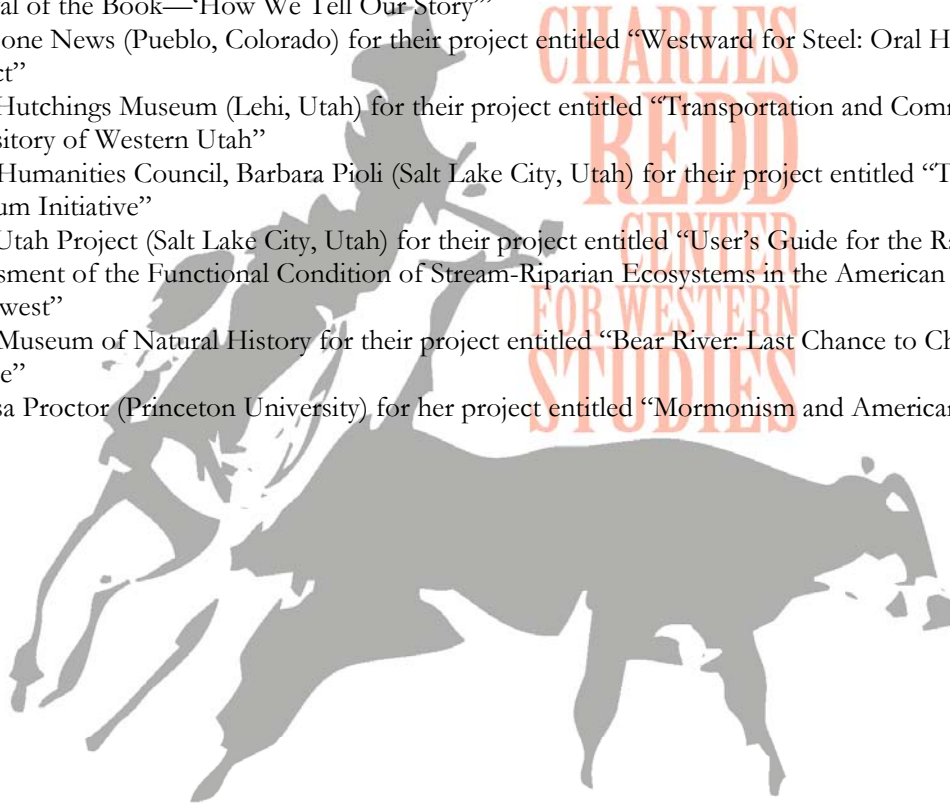 al of the Book—‘How We Tell Our Story’”
one News (Pueblo, Colorado) for their project entitled “Westward for Steel: Oral H
ct”
Hutchings Museum (Lehi, Utah) for their project entitled “Transportation and Com
sitory of Western Utah”
Humanities Council, Barbara Pioli (Salt Lake City, Utah) for their project entitled “T
um Initiative”
Utah Project (Salt Lake City, Utah) for their project entitled “User’s Guide for the R
sment of the Functional Condition of Stream-Riparian Ecosystems in the American
west”
Museum of Natural History for their project entitled “Bear River: Last Chance to Ch
e”
sa Proctor (Princeton University) for her project entitled “Mormonism and American
CHARLES
REDD
CENTER
FOR WESTERN
STUDIES